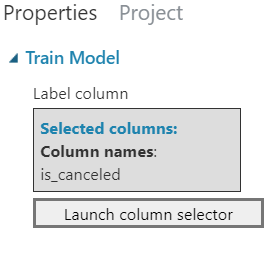 Properties Project
Train Model
Label column
Selected columns:
Column names:
is_canceled
Launch column selector